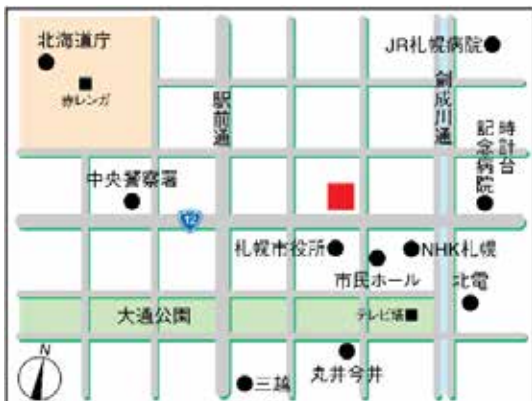 北海道庁
赤レンガ
JR札幌病院
駅前通
創成川通
時計台
記念病院
中央警察署
12
札幌市役所
NHK札幌
市民ホール
北電
大通公園
テレビ塔
丸井今井
三越
N